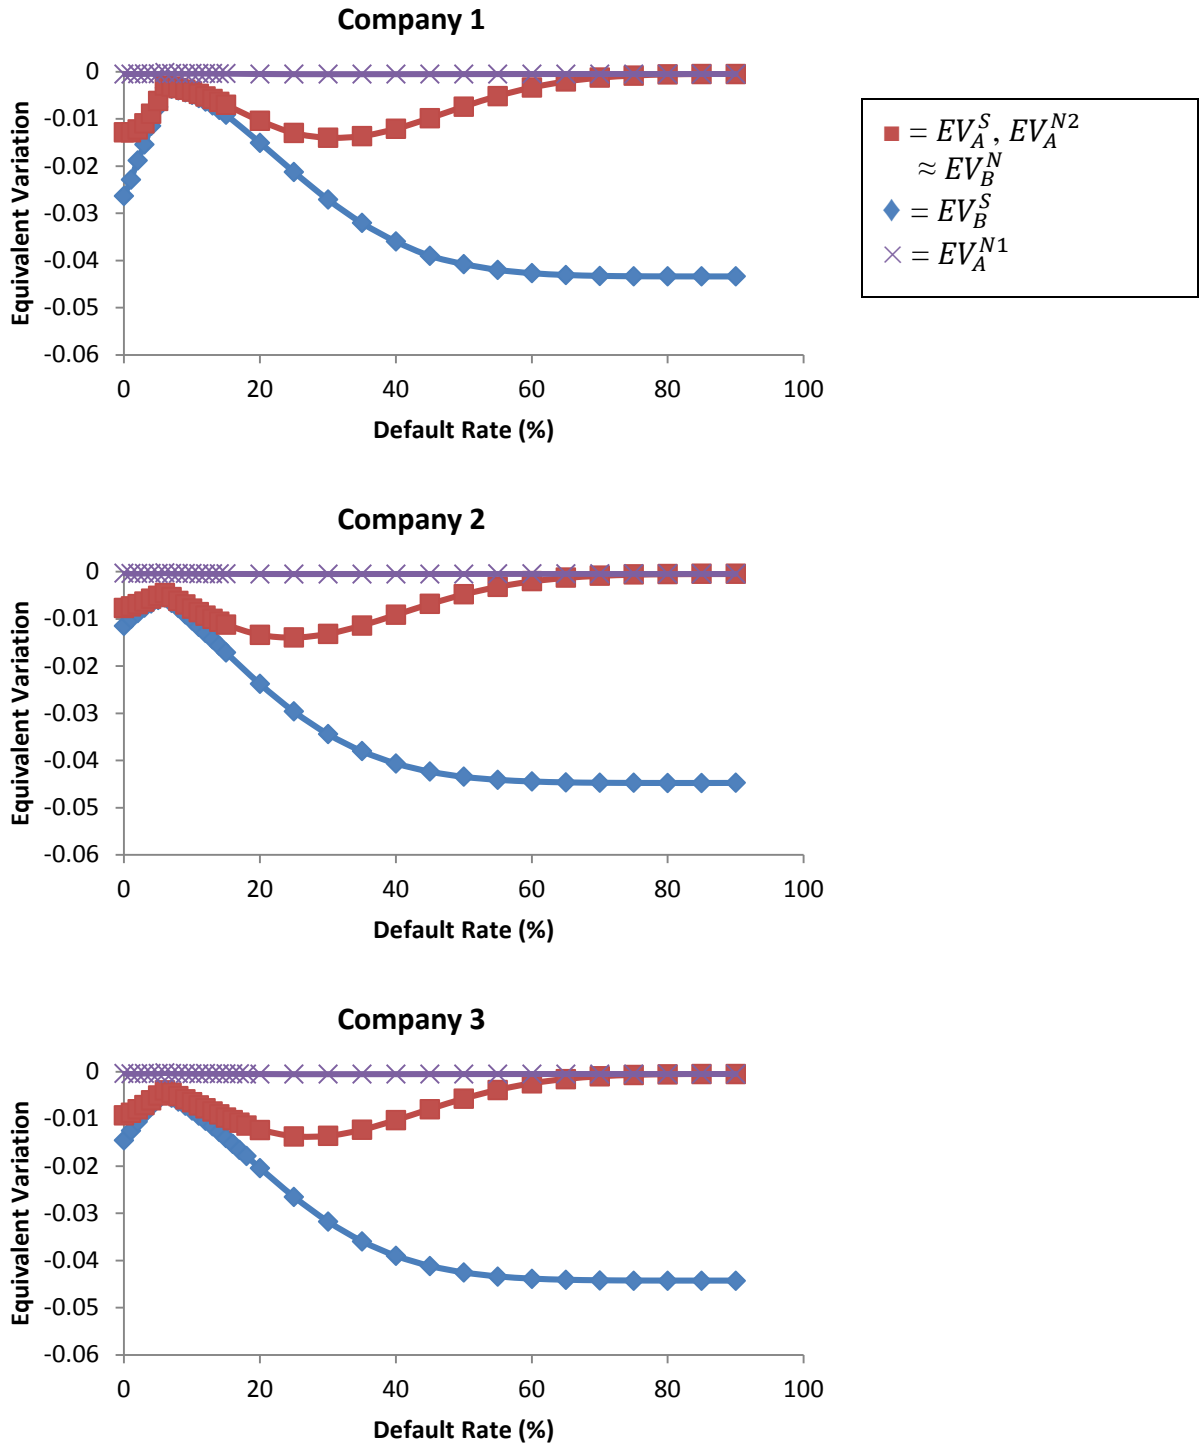 Company 1
0
-0.01
-0.02
-0.03
-0.04
-0.05
-0.06
Equivalent Variation
0 20 40 60 80 100
Default Rate (%)
■ = EV_A^S, EV_A^{N2}
≈ EV_B^N
◆ = EV_B^S
× = EV_A^{N1}
Company 2
0
-0.01
-0.02
-0.03
-0.04
-0.05
-0.06
Equivalent Variation
0 20 40 60 80 100
Default Rate (%)
Company 3
0
-0.01
-0.02
-0.03
-0.04
-0.05
-0.06
Equivalent Variation
0 20 40 60 80 100
Default Rate (%)